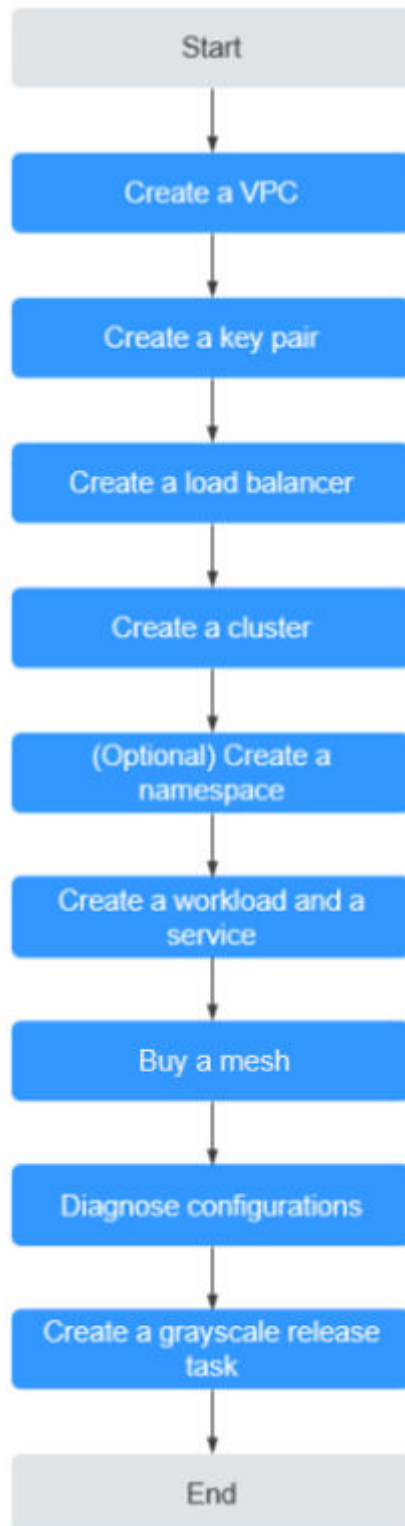 Start
Create a VPC
Create a key pair
Create a load balancer
Create a cluster
(Optional) Create a
namespace
Create a workload and a
service
Buy a mesh
Diagnose configurations
Create a grayscale release
task
End